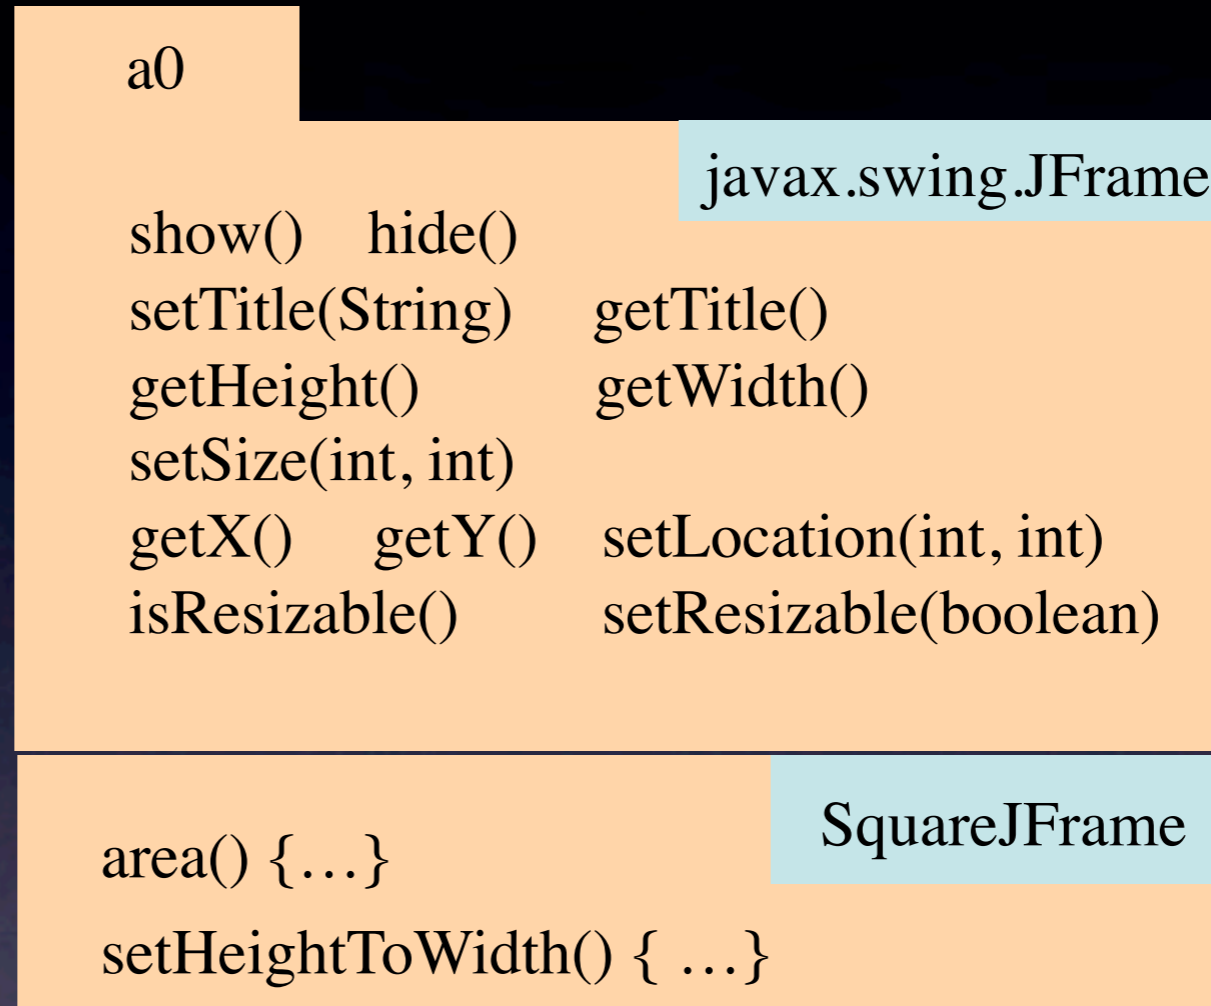 a0
javax.swing.JFrame
show() hide()
setTitle(String) getTitle()
getHeight() getWidth()
setSize(int, int)
getX() getY() setLocation(int, int)
isResizable() setResizable(boolean)
SquareJFrame
area() {…}
setHeightToWidth() { …}